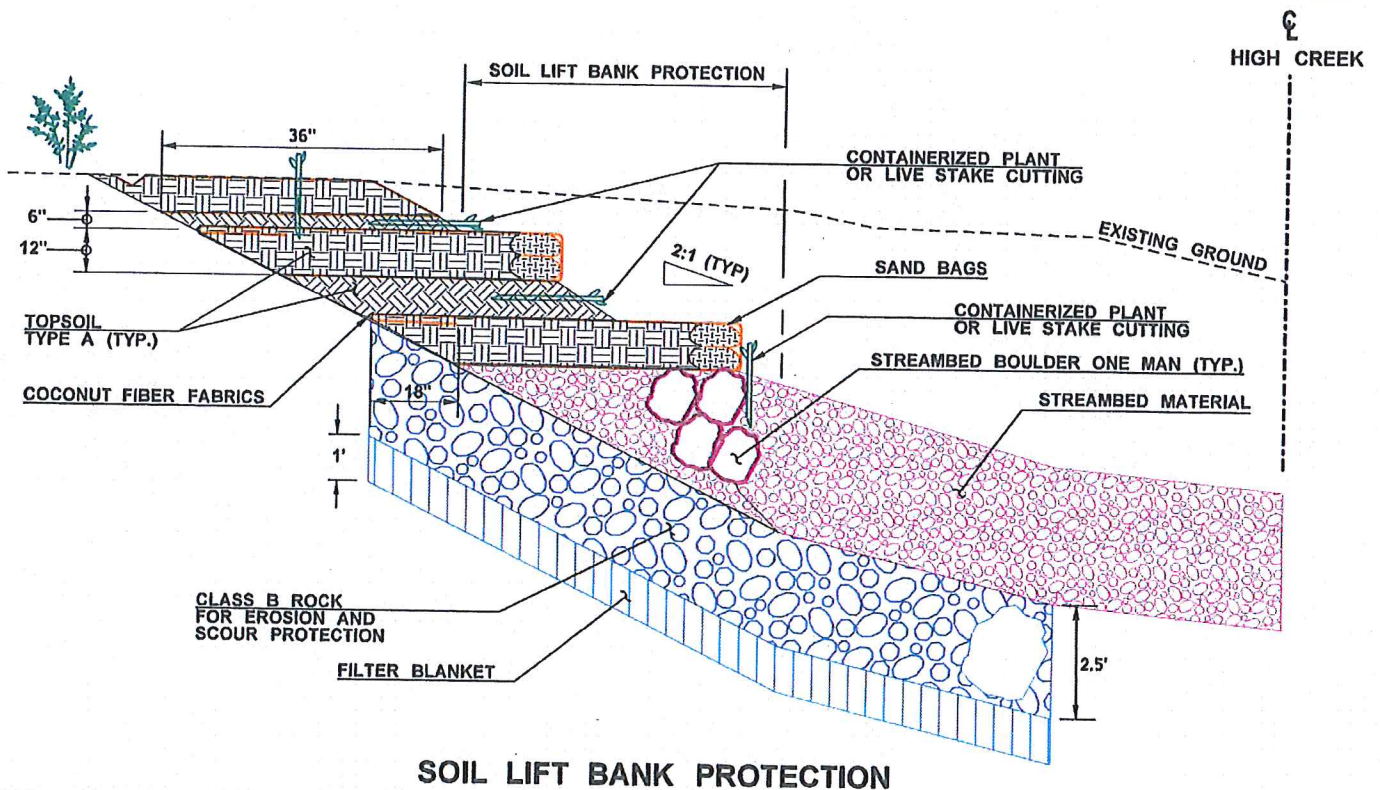 ℄
HIGH CREEK
SOIL LIFT BANK PROTECTION
36"
CONTAINERIZED PLANT
OR LIVE STAKE CUTTING
6"
12"
EXISTING GROUND
2:1 (TYP)
SAND BAGS
TOPSOIL
TYPE A (TYP.)
CONTAINERIZED PLANT
OR LIVE STAKE CUTTING
STREAMBED BOULDER ONE MAN (TYP.)
COCONUT FIBER FABRICS
18"
STREAMBED MATERIAL
1'
CLASS B ROCK
FOR EROSION AND
SCOUR PROTECTION
FILTER BLANKET
2.5'
SOIL LIFT BANK PROTECTION